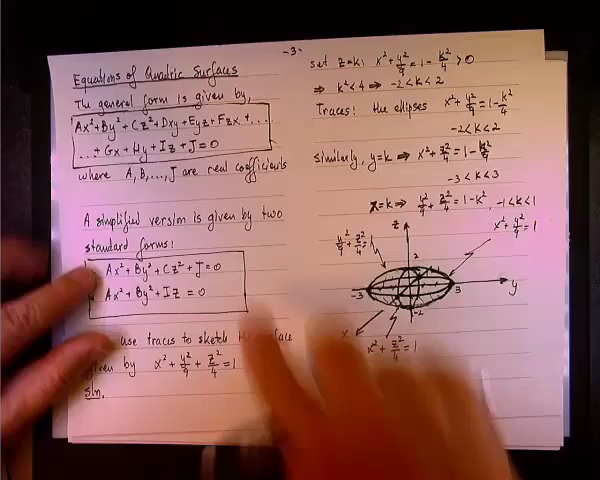 -3-
Equations of Quadric Surfaces
The general form is given by,
Ax²+By²+Cz²+Dxy+Eyz+Fzx+...
...+Gx+Hy+Iz+J=0
where A, B,..., J are real coefficients
A simplified version is given by two
standard forms:
Ax²+By²+Cz²+J=0
Ax²+By²+Iz=0
use traces to sketch the surface
given by x²+y²/9+z²/4=1
Sln.
set z=k: x²+y²/9=1-k²/4>0
⇒ k²<4 ⇒ -2<k<2
Traces: the ellipses x²+y²/9=1-k²/4
-2<k<2
similarly, y=k ⇒ x²+z²/4=1-k²/9
-3<k<3
x=k ⇒ y²/9+z²/4=1-k², -1<k<1
z
x²+y²/9=1
y²/9+z²/4=1
2
-3
3
y
-2
x
x²+z²/4=1